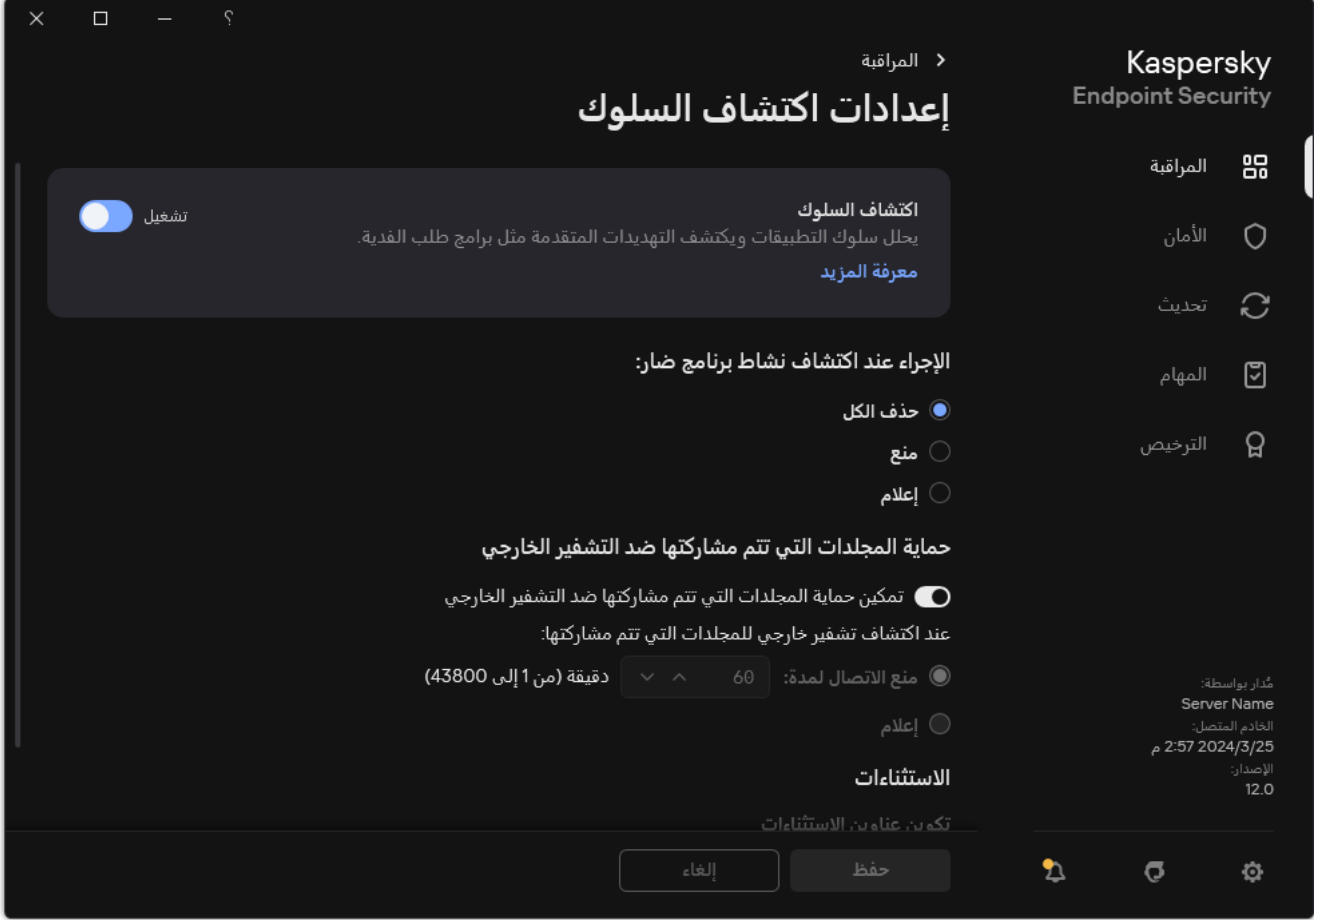 Kaspersky
Endpoint Security
المراقبة
الأمان
تحديث
المهام
الترخيص
مُدار بواسطة:
Server Name
الخادم المتصل:
2024/3/25 2:57 م
الإصدار:
12.0
المراقبة
إعدادات اكتشاف السلوك
اكتشاف السلوك
تشغيل
يحلل سلوك التطبيقات ويكتشف التهديدات المتقدمة مثل برامج طلب الفدية.
معرفة المزيد
الإجراء عند اكتشاف نشاط برنامج ضار:
حذف الكل
منع
إعلام
حماية المجلدات التي تتم مشاركتها ضد التشفير الخارجي
تمكين حماية المجلدات التي تتم مشاركتها ضد التشفير الخارجي
عند اكتشاف تشفير خارجي للمجلدات التي تتم مشاركتها:
منع الاتصال لمدة: 60 دقيقة (من 1 إلى 43800)
إعلام
الاستثناءات
تكوين عناوين الاستثناءات
حفظ
إلغاء